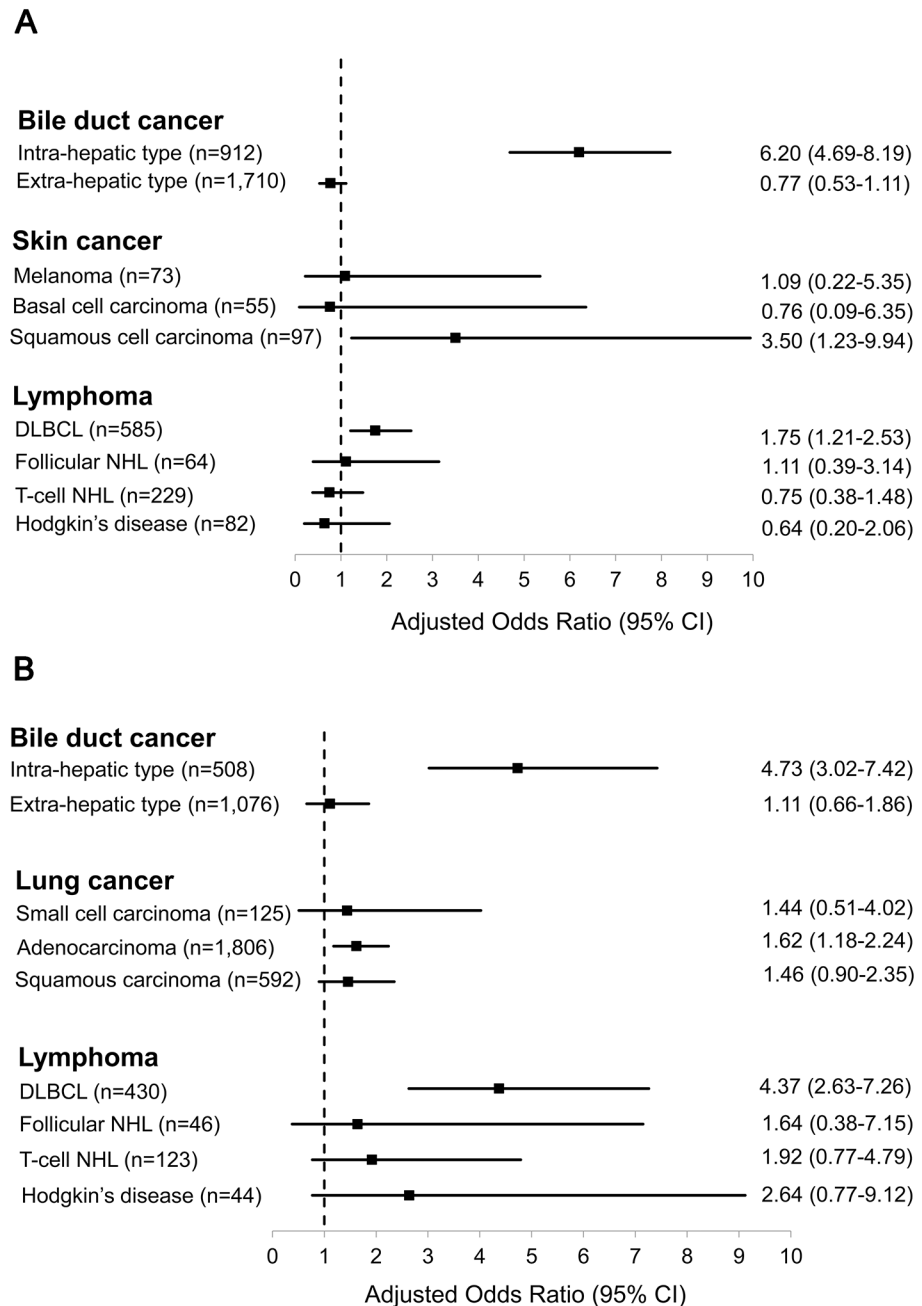 A
Bile duct cancer
Intra-hepatic type (n=912) 6.20 (4.69-8.19)
Extra-hepatic type (n=1,710) 0.77 (0.53-1.11)
Skin cancer
Melanoma (n=73) 1.09 (0.22-5.35)
Basal cell carcinoma (n=55) 0.76 (0.09-6.35)
Squamous cell carcinoma (n=97) 3.50 (1.23-9.94)
Lymphoma
DLBCL (n=585) 1.75 (1.21-2.53)
Follicular NHL (n=64) 1.11 (0.39-3.14)
T-cell NHL (n=229) 0.75 (0.38-1.48)
Hodgkin’s disease (n=82) 0.64 (0.20-2.06)
0 1 2 3 4 5 6 7 8 9 10
Adjusted Odds Ratio (95% CI)
B
Bile duct cancer
Intra-hepatic type (n=508) 4.73 (3.02-7.42)
Extra-hepatic type (n=1,076) 1.11 (0.66-1.86)
Lung cancer
Small cell carcinoma (n=125) 1.44 (0.51-4.02)
Adenocarcinoma (n=1,806) 1.62 (1.18-2.24)
Squamous carcinoma (n=592) 1.46 (0.90-2.35)
Lymphoma
DLBCL (n=430) 4.37 (2.63-7.26)
Follicular NHL (n=46) 1.64 (0.38-7.15)
T-cell NHL (n=123) 1.92 (0.77-4.79)
Hodgkin’s disease (n=44) 2.64 (0.77-9.12)
0 1 2 3 4 5 6 7 8 9 10
Adjusted Odds Ratio (95% CI)